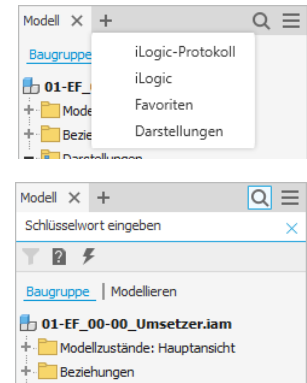 Modell × +
iLogic-Protokoll
Baugruppe
iLogic
01-EF_
Mode
Favoriten
Bezie
Darstellungen
Darstellungen
Modell × +
Schlüsselwort eingeben ×
Baugruppe | Modellieren
01-EF_00-00_Umsetzer.iam
Modellzustände: Hauptansicht
Beziehungen